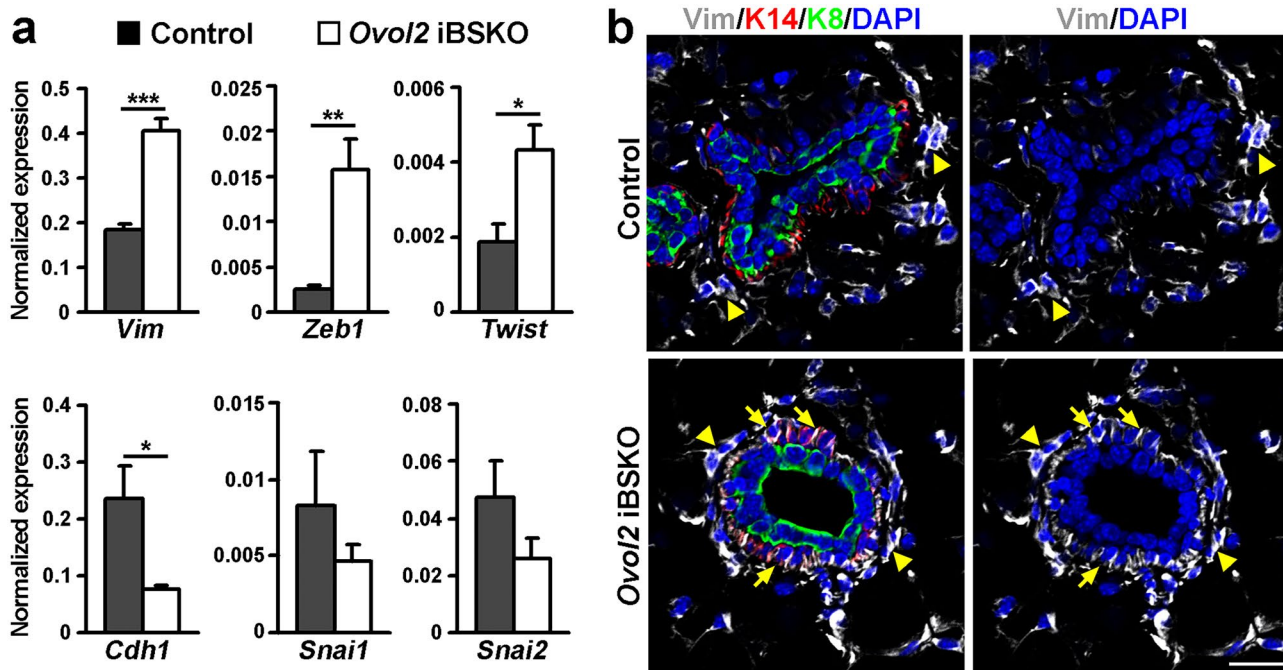 a
Control
Ovol2 iBSKO
Normalized expression
0.5
0.4
0.3
0.2
0.1
0
***
Vim
0.025
0.02
0.015
0.01
0.005
0
**
Zeb1
0.006
0.004
0.002
0
*
Twist
Normalized expression
0.4
0.3
0.2
0.1
0
*
Cdh1
0.015
0.010
0.005
0
Snai1
0.08
0.06
0.04
0.02
0
Snai2
b
Vim/K14/K8/DAPI
Vim/DAPI
Control
Ovol2 iBSKO